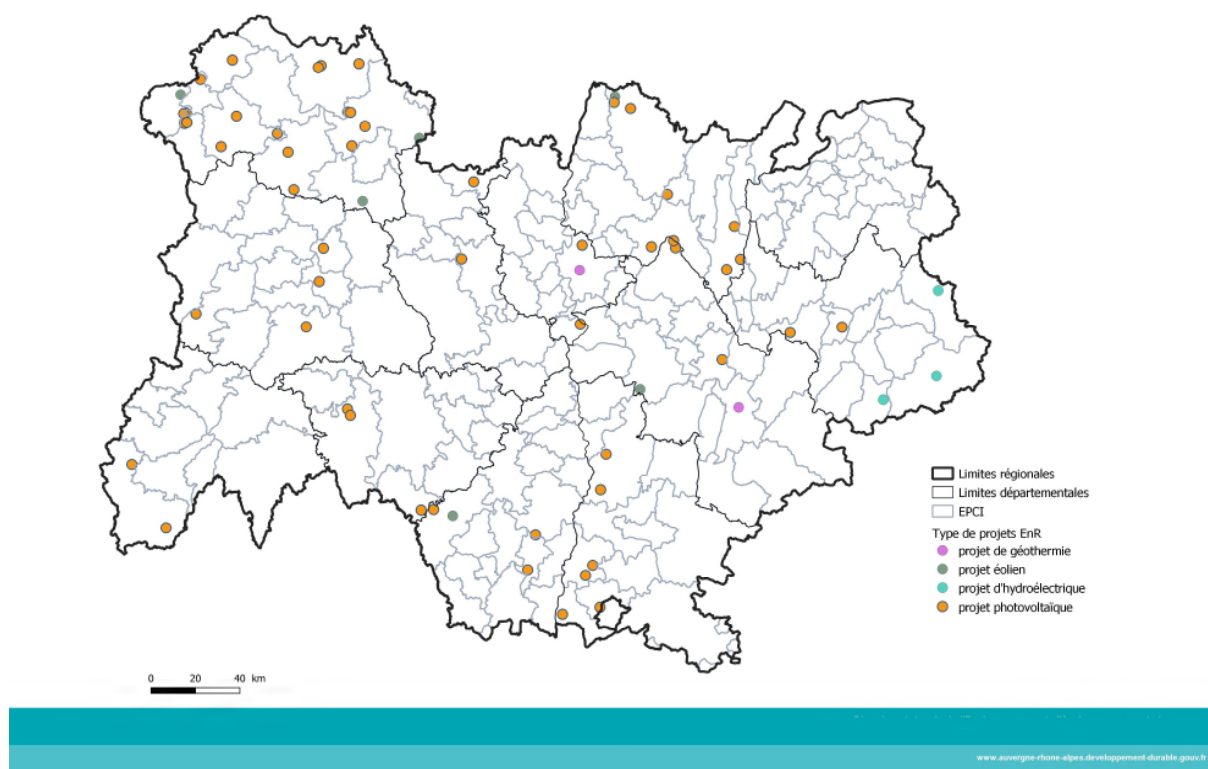 Limites régionales
Limites départementales
EPCI
Type de projets EnR
projet de géothermie
projet éolien
projet d'hydroélectrique
projet photovoltaïque
0 20 40 km
www.auvergne-rhone-alpes.developpement-durable.gouv.fr